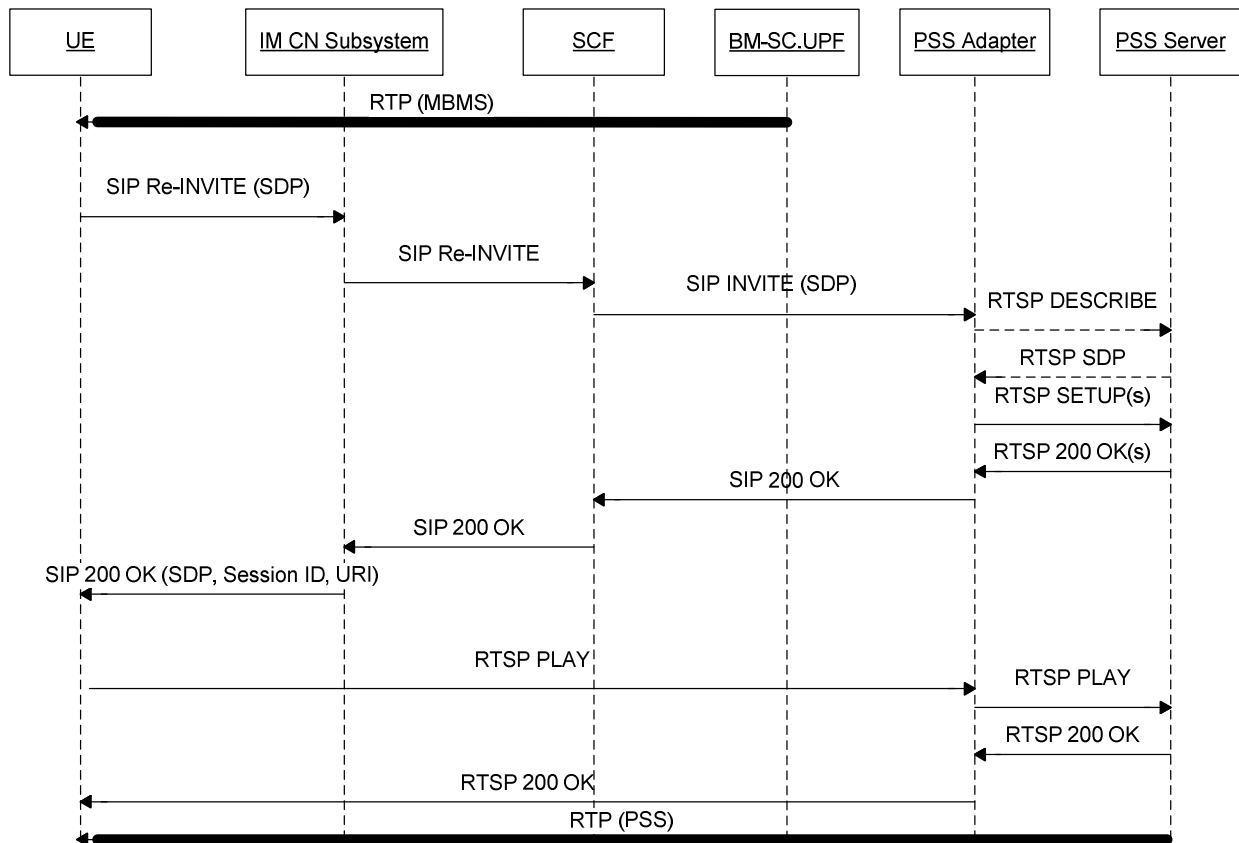 UE
IM CN Subsystem
SCF
BM-SC.UPF
PSS Adapter
PSS Server
RTP (MBMS)
SIP Re-INVITE (SDP)
SIP Re-INVITE
SIP INVITE (SDP)
RTSP DESCRIBE
RTSP SDP
RTSP SETUP(s)
RTSP 200 OK(s)
SIP 200 OK
SIP 200 OK
SIP 200 OK (SDP, Session ID, URI)
RTSP PLAY
RTSP PLAY
RTSP 200 OK
RTSP 200 OK
RTP (PSS)